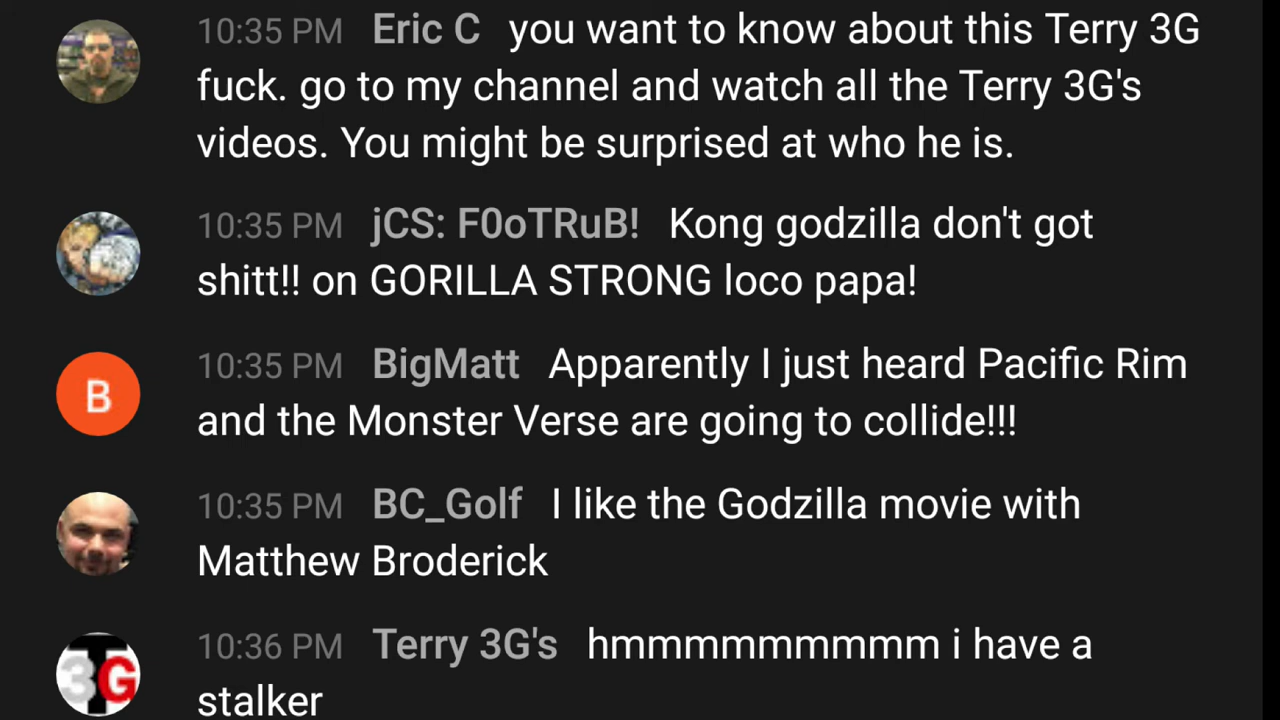 10:35 PM Eric C you want to know about this Terry 3G
fuck. go to my channel and watch all the Terry 3G's
videos. You might be surprised at who he is.
10:35 PM jCS: F0oTRuB! Kong godzilla don't got
shitt!! on GORILLA STRONG loco papa!
B
10:35 PM BigMatt Apparently I just heard Pacific Rim
and the Monster Verse are going to collide!!!
10:35 PM BC_Golf I like the Godzilla movie with
Matthew Broderick
3TG
10:36 PM Terry 3G's hmmmmmmmmm i have a
stalker